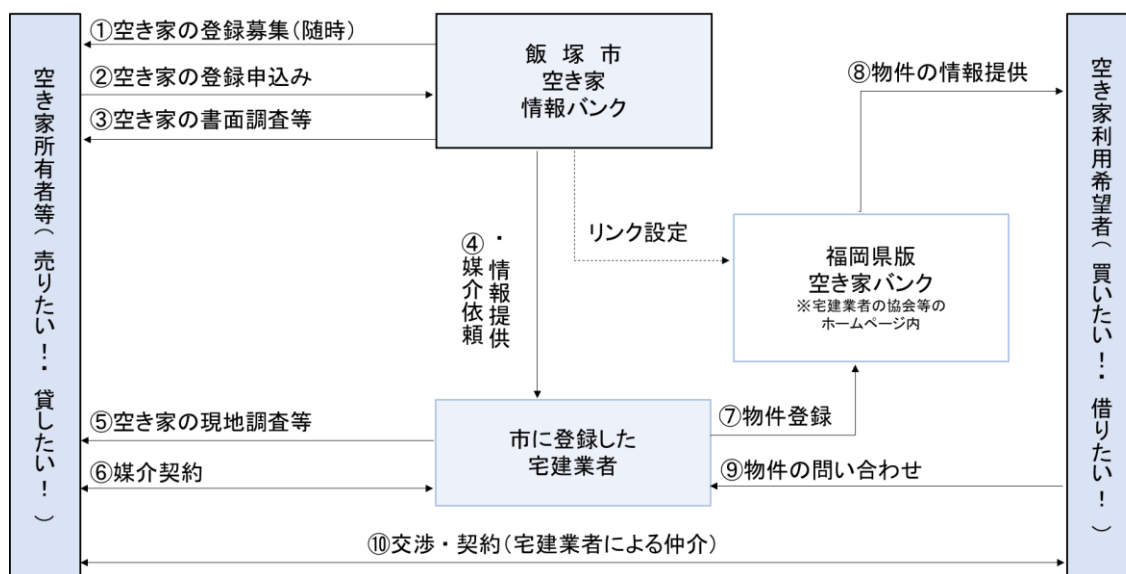 ①空き家の登録募集（随時）
②空き家の登録申込み
③空き家の書面調査等
飯 塚 市
空き家
情報バンク
⑧物件の情報提供
空き家所有者等（売りたい！・貸したい！）
空き家利用希望者（買いたい！・借りたい！）
リンク設定
④媒介依頼
・情報提供
福岡県版
空き家バンク
※宅建業者の協会等の
ホームページ内
⑤空き家の現地調査等
⑥媒介契約
市に登録した
宅建業者
⑦物件登録
⑨物件の問い合わせ
⑩交渉・契約（宅建業者による仲介）